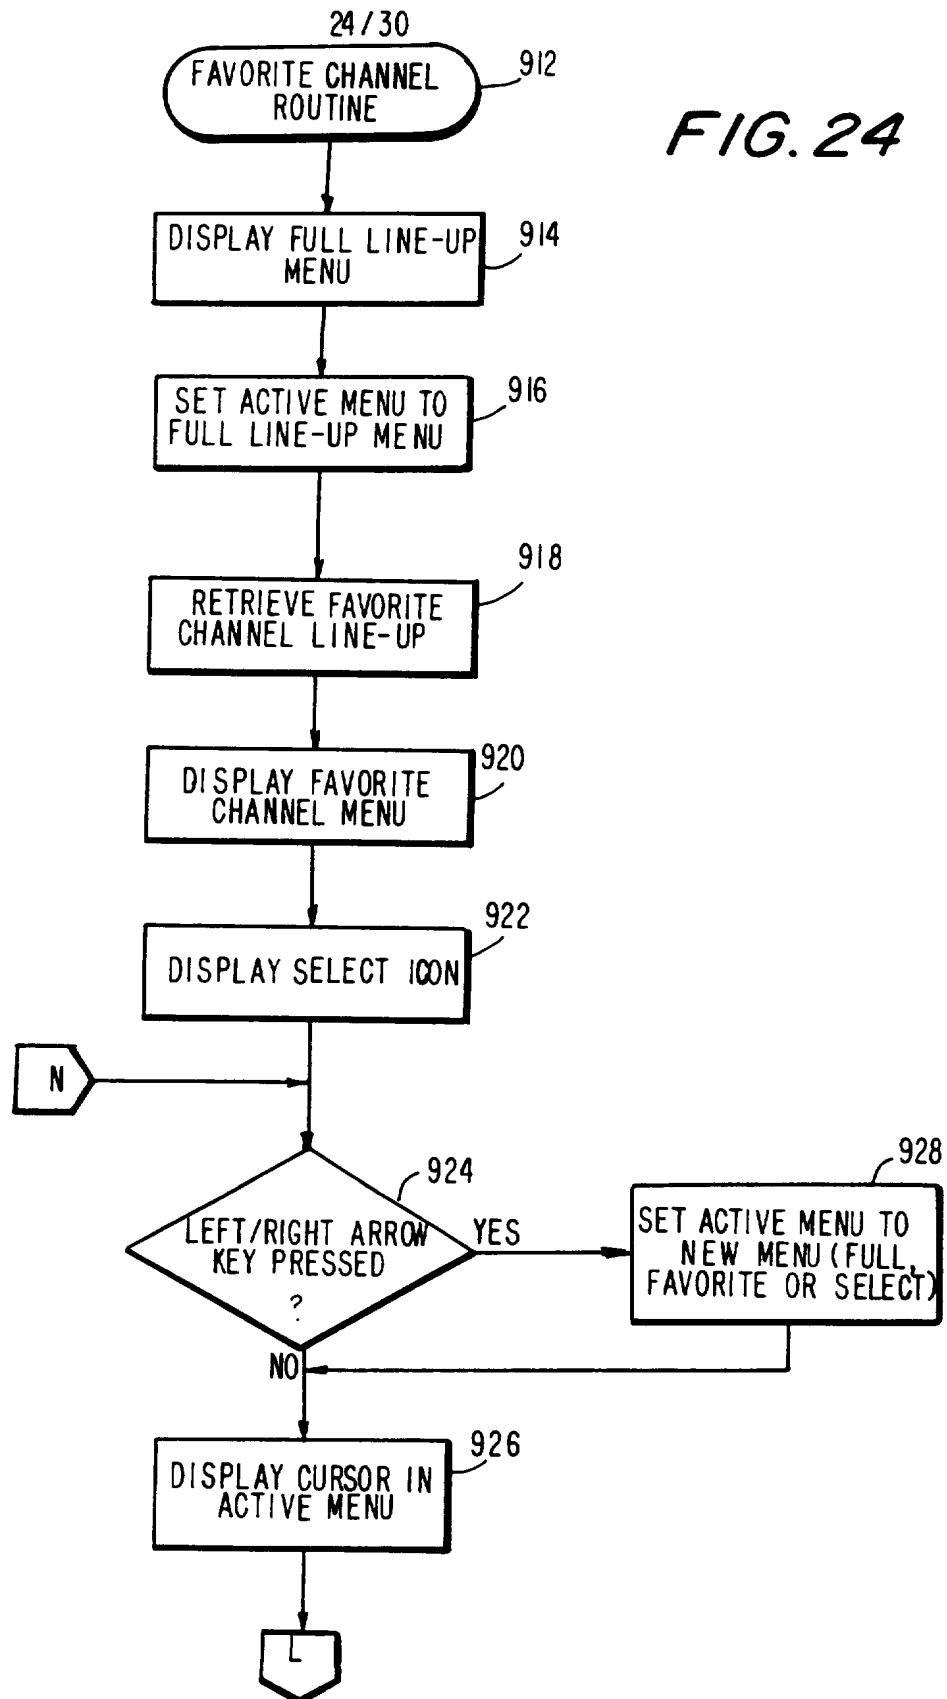 24/30
FAVORITE CHANNEL
ROUTINE
912
FIG. 24
DISPLAY FULL LINE-UP
MENU
914
SET ACTIVE MENU TO
FULL LINE-UP MENU
916
RETRIEVE FAVORITE
CHANNEL LINE-UP
918
DISPLAY FAVORITE
CHANNEL MENU
920
DISPLAY SELECT ICON
922
N
LEFT/RIGHT ARROW
KEY PRESSED
?
924
YES
SET ACTIVE MENU TO
NEW MENU (FULL,
FAVORITE OR SELECT)
928
NO
DISPLAY CURSOR IN
ACTIVE MENU
926
L